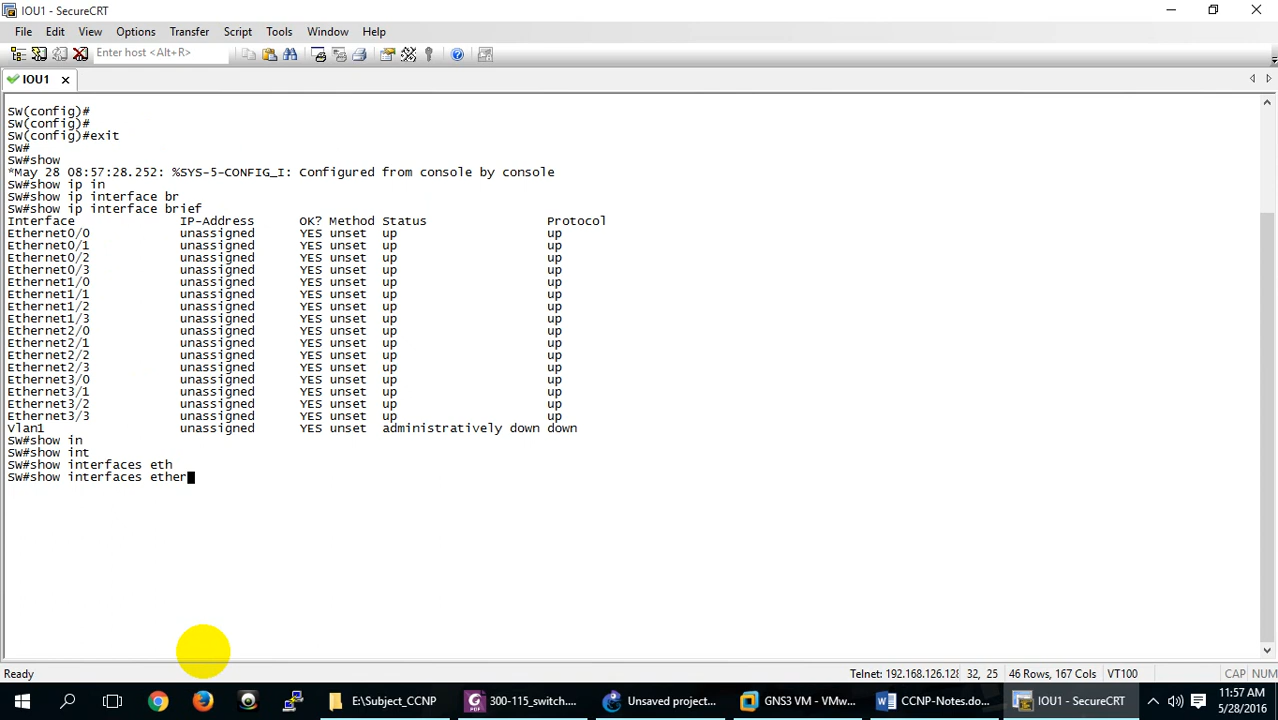 IOU1 - SecureCRT
File Edit View Options Transfer Script Tools Window Help
Enter host <Alt+R>
IOU1
SW(config)#
SW(config)#
SW(config)#exit
SW#
SW#show
*May 28 08:57:28.252: %SYS-5-CONFIG_I: Configured from console by console
SW#show ip in
SW#show ip interface br
SW#show ip interface brief
Interface IP-Address OK? Method Status Protocol
Ethernet0/0 unassigned YES unset up up
Ethernet0/1 unassigned YES unset up up
Ethernet0/2 unassigned YES unset up up
Ethernet0/3 unassigned YES unset up up
Ethernet1/0 unassigned YES unset up up
Ethernet1/1 unassigned YES unset up up
Ethernet1/2 unassigned YES unset up up
Ethernet1/3 unassigned YES unset up up
Ethernet2/0 unassigned YES unset up up
Ethernet2/1 unassigned YES unset up up
Ethernet2/2 unassigned YES unset up up
Ethernet2/3 unassigned YES unset up up
Ethernet3/0 unassigned YES unset up up
Ethernet3/1 unassigned YES unset up up
Ethernet3/2 unassigned YES unset up up
Ethernet3/3 unassigned YES unset up up
Vlan1 unassigned YES unset administratively down down
SW#show in
SW#show int
SW#show interfaces eth
SW#show interfaces ether
Ready Telnet: 192.168.126.128 32, 25 46 Rows, 167 Cols VT100 CAP NUM
E:\Subject_CCNP 300-115_switch.... Unsaved project... GNS3 VM - VMw... CCNP-Notes.do... IOU1 - SecureCRT 11:57 AM
5/28/2016